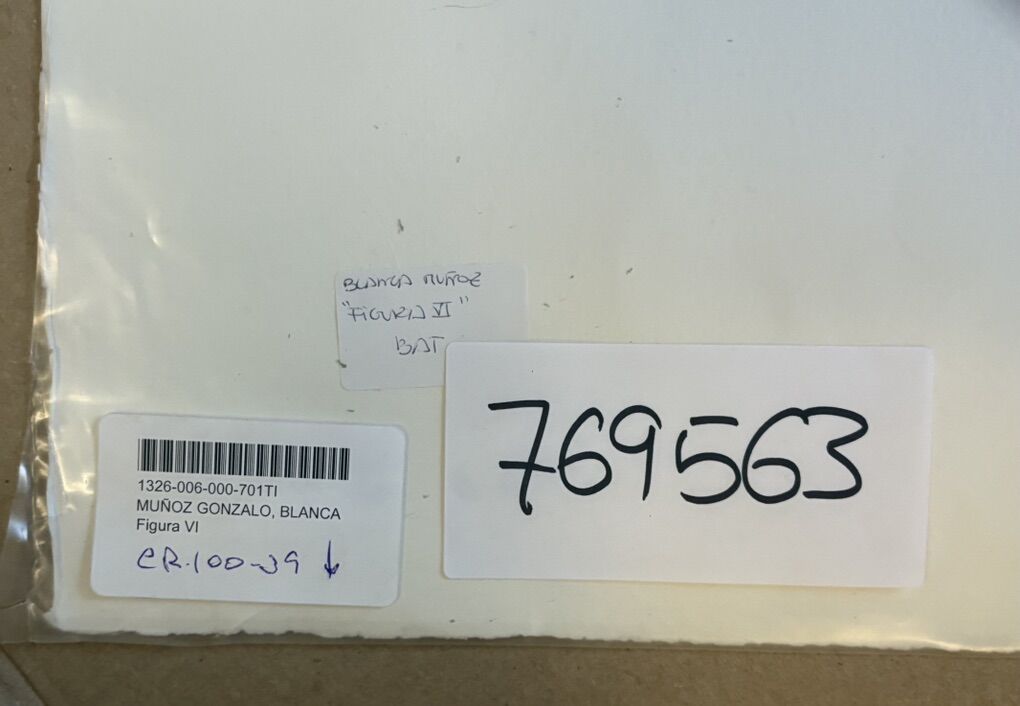 BLANCA MUÑOZ
"FIGURA VI"
BAT
769563
1326-006-000-701TI
MUÑOZ GONZALO, BLANCA
Figura VI
CR.100-39 ↓